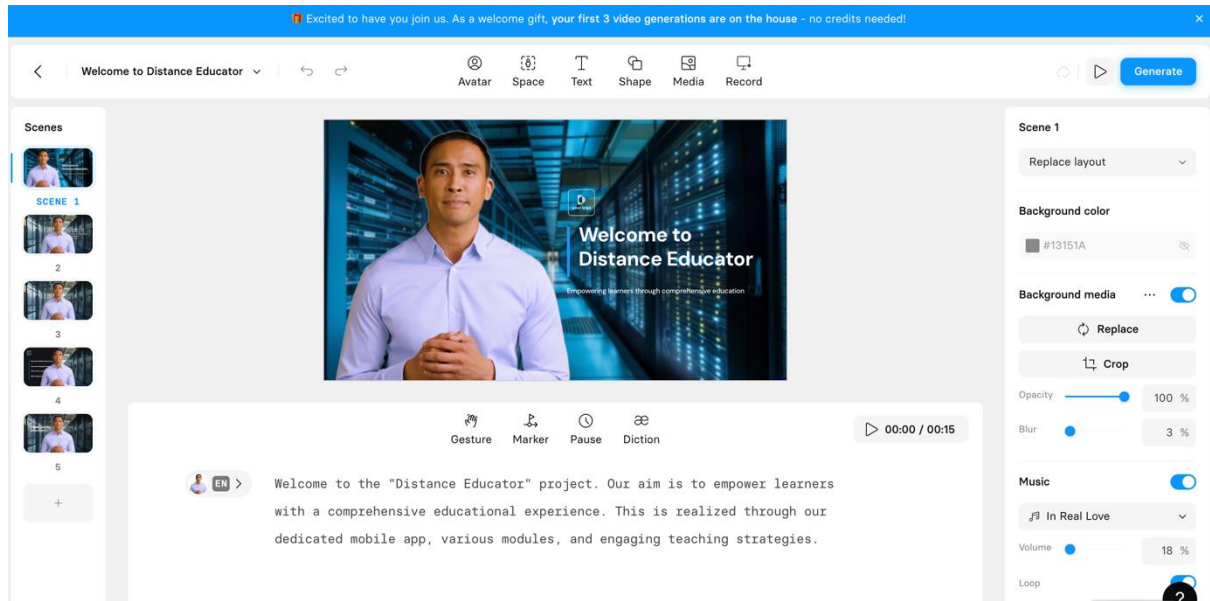 🎁 Excited to have you join us. As a welcome gift, your first 3 video generations are on the house - no credits needed!
Welcome to Distance Educator
Avatar
Space
Text
Shape
Media
Record
Generate
Scenes
SCENE 1
2
3
4
5
Welcome to
Distance Educator
Empowering learners through comprehensive education
Gesture
Marker
Pause
Diction
00:00 / 00:15
EN
Welcome to the "Distance Educator" project. Our aim is to empower learners
with a comprehensive educational experience. This is realized through our
dedicated mobile app, various modules, and engaging teaching strategies.
Scene 1
Replace layout
Background color
#13151A
Background media
Replace
Crop
Opacity
100 %
Blur
3 %
Music
In Real Love
Volume
18 %
Loop
?